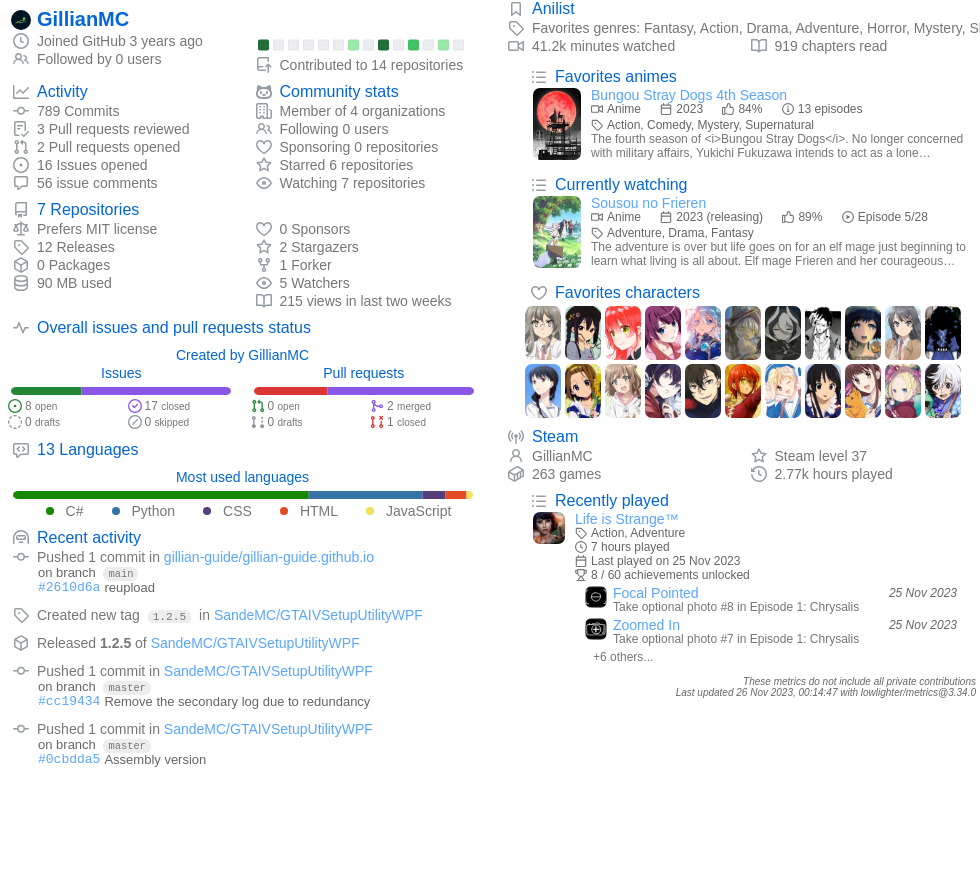 GillianMC
Joined GitHub 3 years ago
Followed by 0 users
Contributed to 14 repositories
Activity
789 Commits
3 Pull requests reviewed
2 Pull requests opened
16 Issues opened
56 issue comments
Community stats
Member of 4 organizations
Following 0 users
Sponsoring 0 repositories
Starred 6 repositories
Watching 7 repositories
7 Repositories
Prefers MIT license
12 Releases
0 Packages
90 MB used
0 Sponsors
2 Stargazers
1 Forker
5 Watchers
215 views in last two weeks
Overall issues and pull requests status
Created by GillianMC
Issues
8 open
17 closed
0 drafts
0 skipped
Pull requests
0 open
2 merged
0 drafts
1 closed
13 Languages
Most used languages
C# Python CSS HTML JavaScript
Recent activity
Pushed 1 commit in gillian-guide/gillian-guide.github.io
on branch main
#2610d6a reupload
Created new tag 1.2.5 in SandeMC/GTAIVSetupUtilityWPF
Released 1.2.5 of SandeMC/GTAIVSetupUtilityWPF
Pushed 1 commit in SandeMC/GTAIVSetupUtilityWPF
on branch master
#cc19434 Remove the secondary log due to redundancy
Pushed 1 commit in SandeMC/GTAIVSetupUtilityWPF
on branch master
#0cbdda5 Assembly version
Anilist
Favorites genres: Fantasy, Action, Drama, Adventure, Horror, Mystery,
41.2k minutes watched
919 chapters read
Favorites animes
Bungou Stray Dogs 4th Season
Anime 2023 84% 13 episodes
Action, Comedy, Mystery, Supernatural
The fourth season of <i>Bungou Stray Dogs</i>. No longer concerned
with military affairs, Yukichi Fukuzawa intends to act as a lone…
Currently watching
Sousou no Frieren
Anime 2023 (releasing) 89% Episode 5/28
Adventure, Drama, Fantasy
The adventure is over but life goes on for an elf mage just beginning to
learn what living is all about. Elf mage Frieren and her courageous…
Favorites characters
Steam
GillianMC
Steam level 37
263 games
2.77k hours played
Recently played
Life is Strange™
Action, Adventure
7 hours played
Last played on 25 Nov 2023
8 / 60 achievements unlocked
Focal Pointed 25 Nov 2023
Take optional photo #8 in Episode 1: Chrysalis
Zoomed In 25 Nov 2023
Take optional photo #7 in Episode 1: Chrysalis
+6 others...
These metrics do not include all private contributions
Last updated 26 Nov 2023, 00:14:47 with lowlighter/metrics@3.34.0